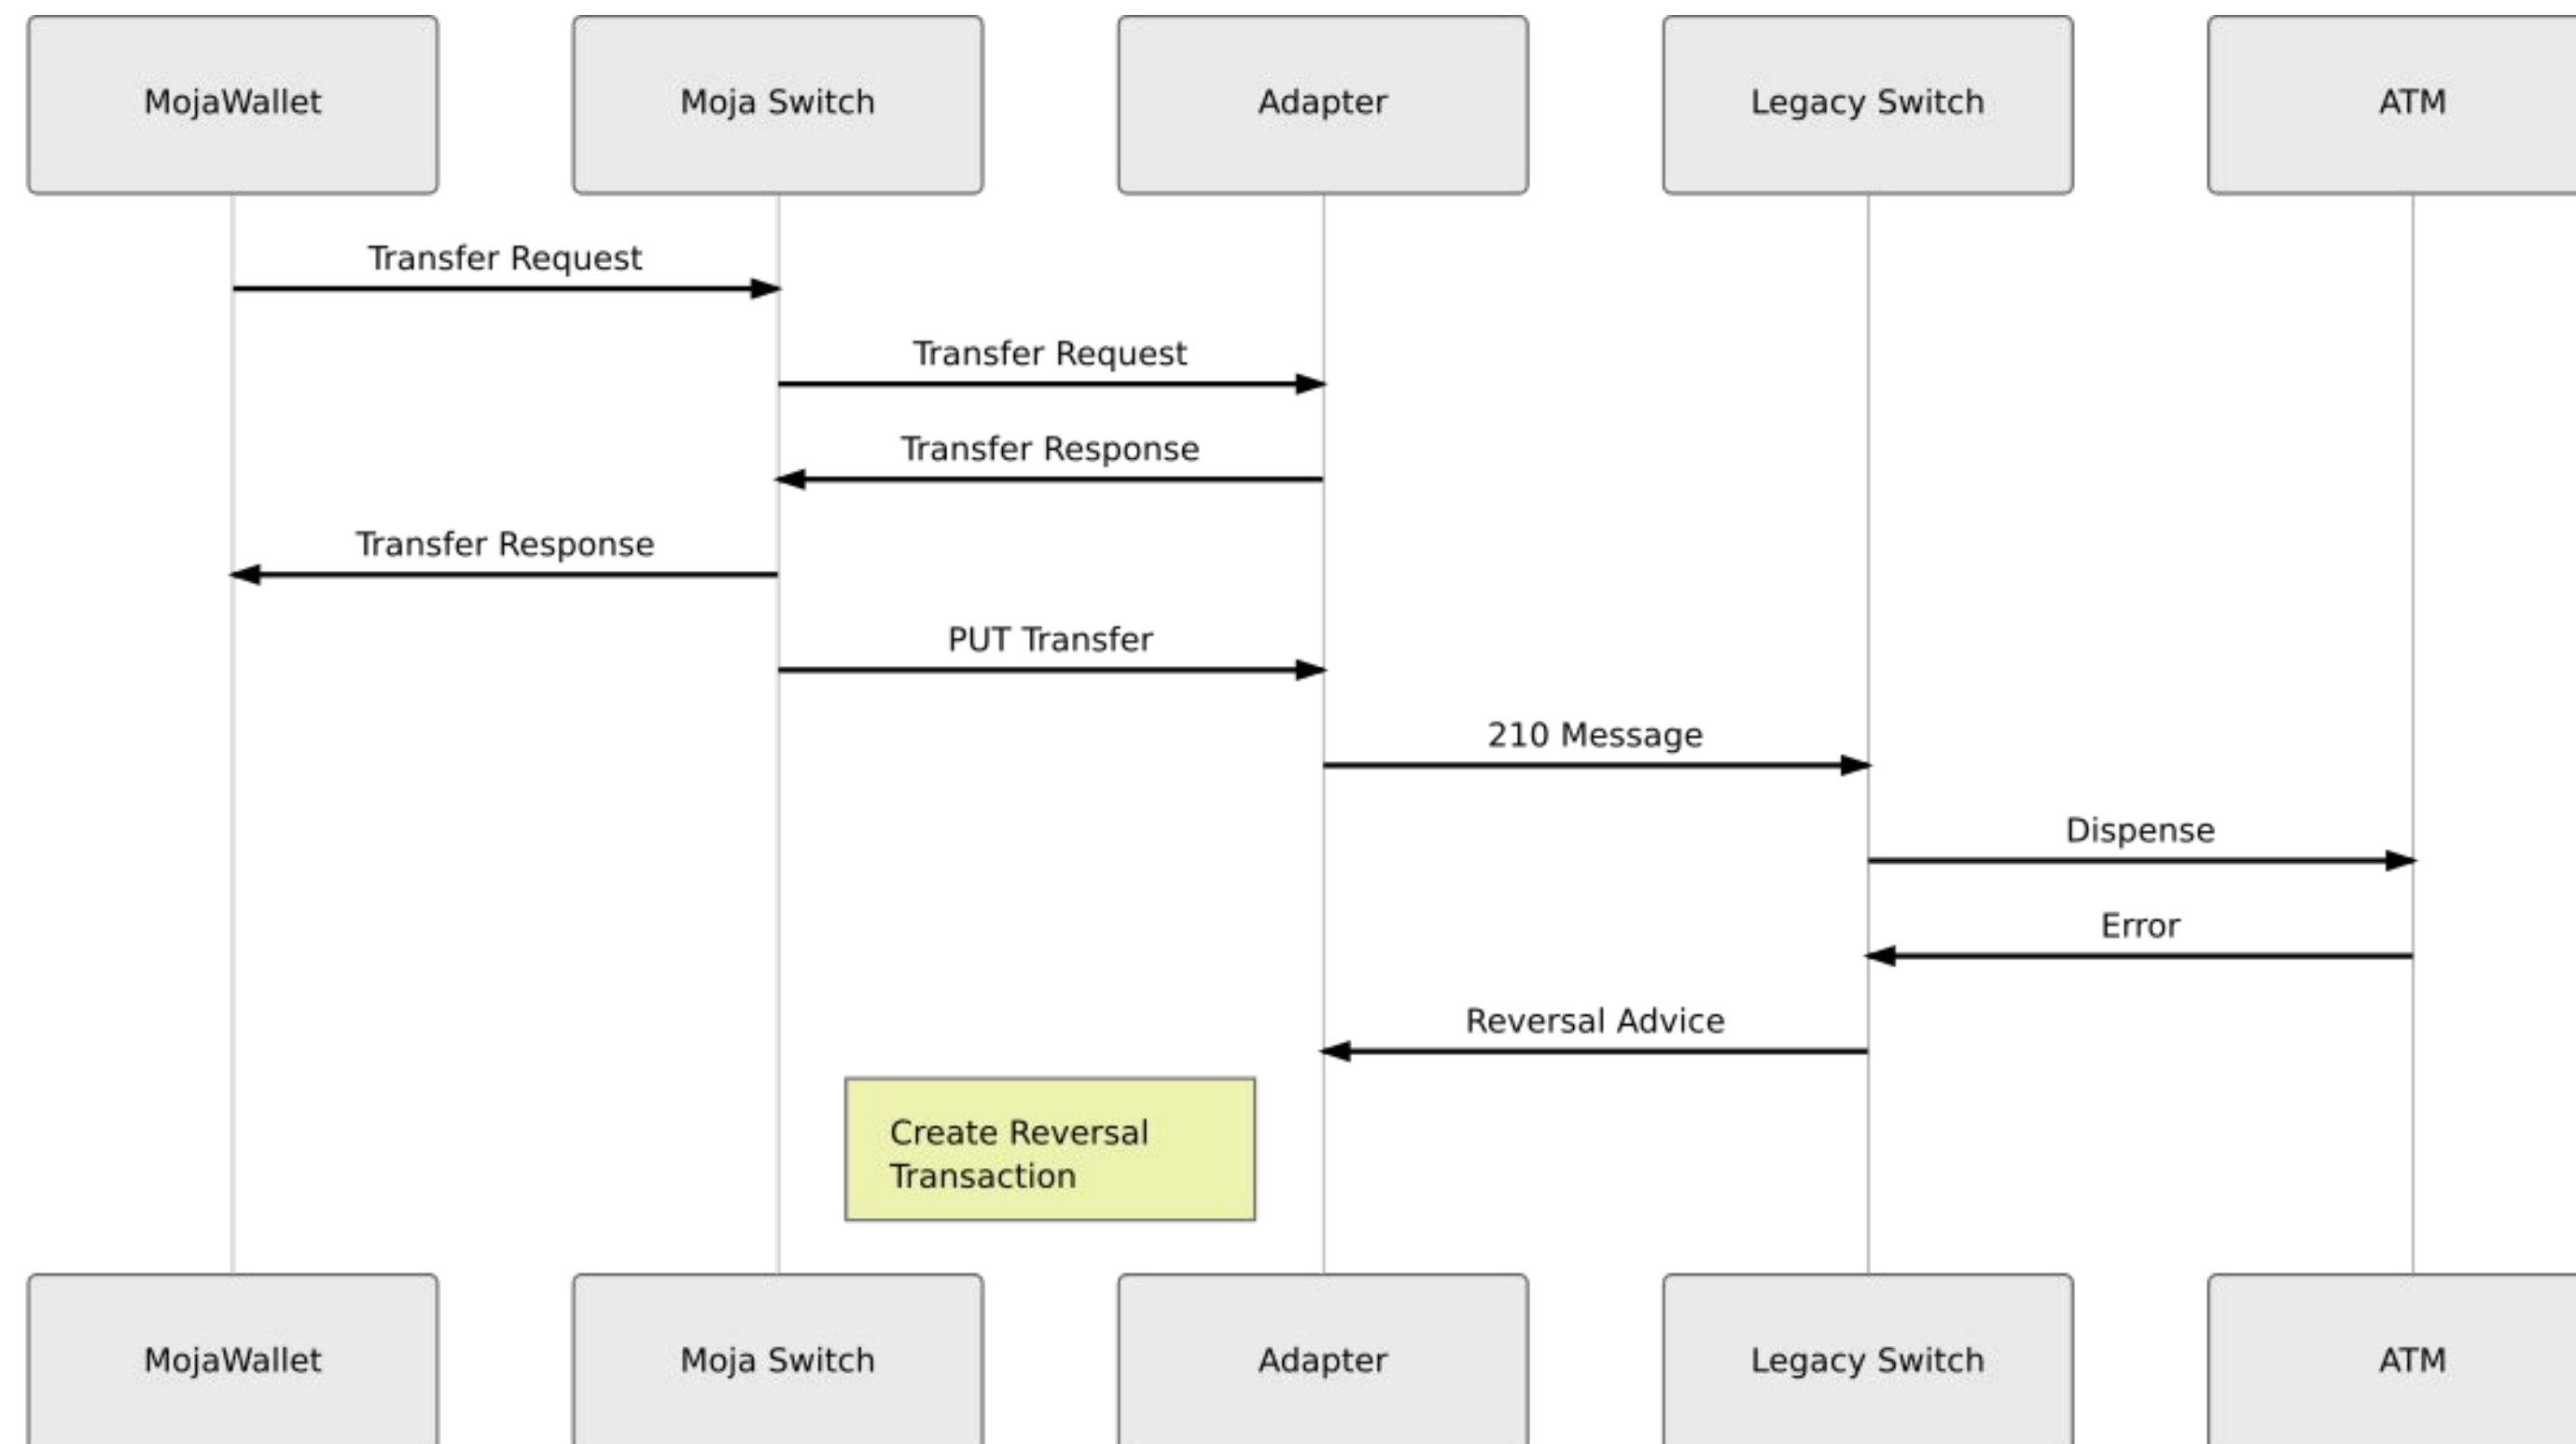 MojaWallet
Moja Switch
Adapter
Legacy Switch
ATM
Transfer Request
Transfer Request
Transfer Response
Transfer Response
PUT Transfer
210 Message
Dispense
Error
Reversal Advice
Create Reversal
Transaction
MojaWallet
Moja Switch
Adapter
Legacy Switch
ATM